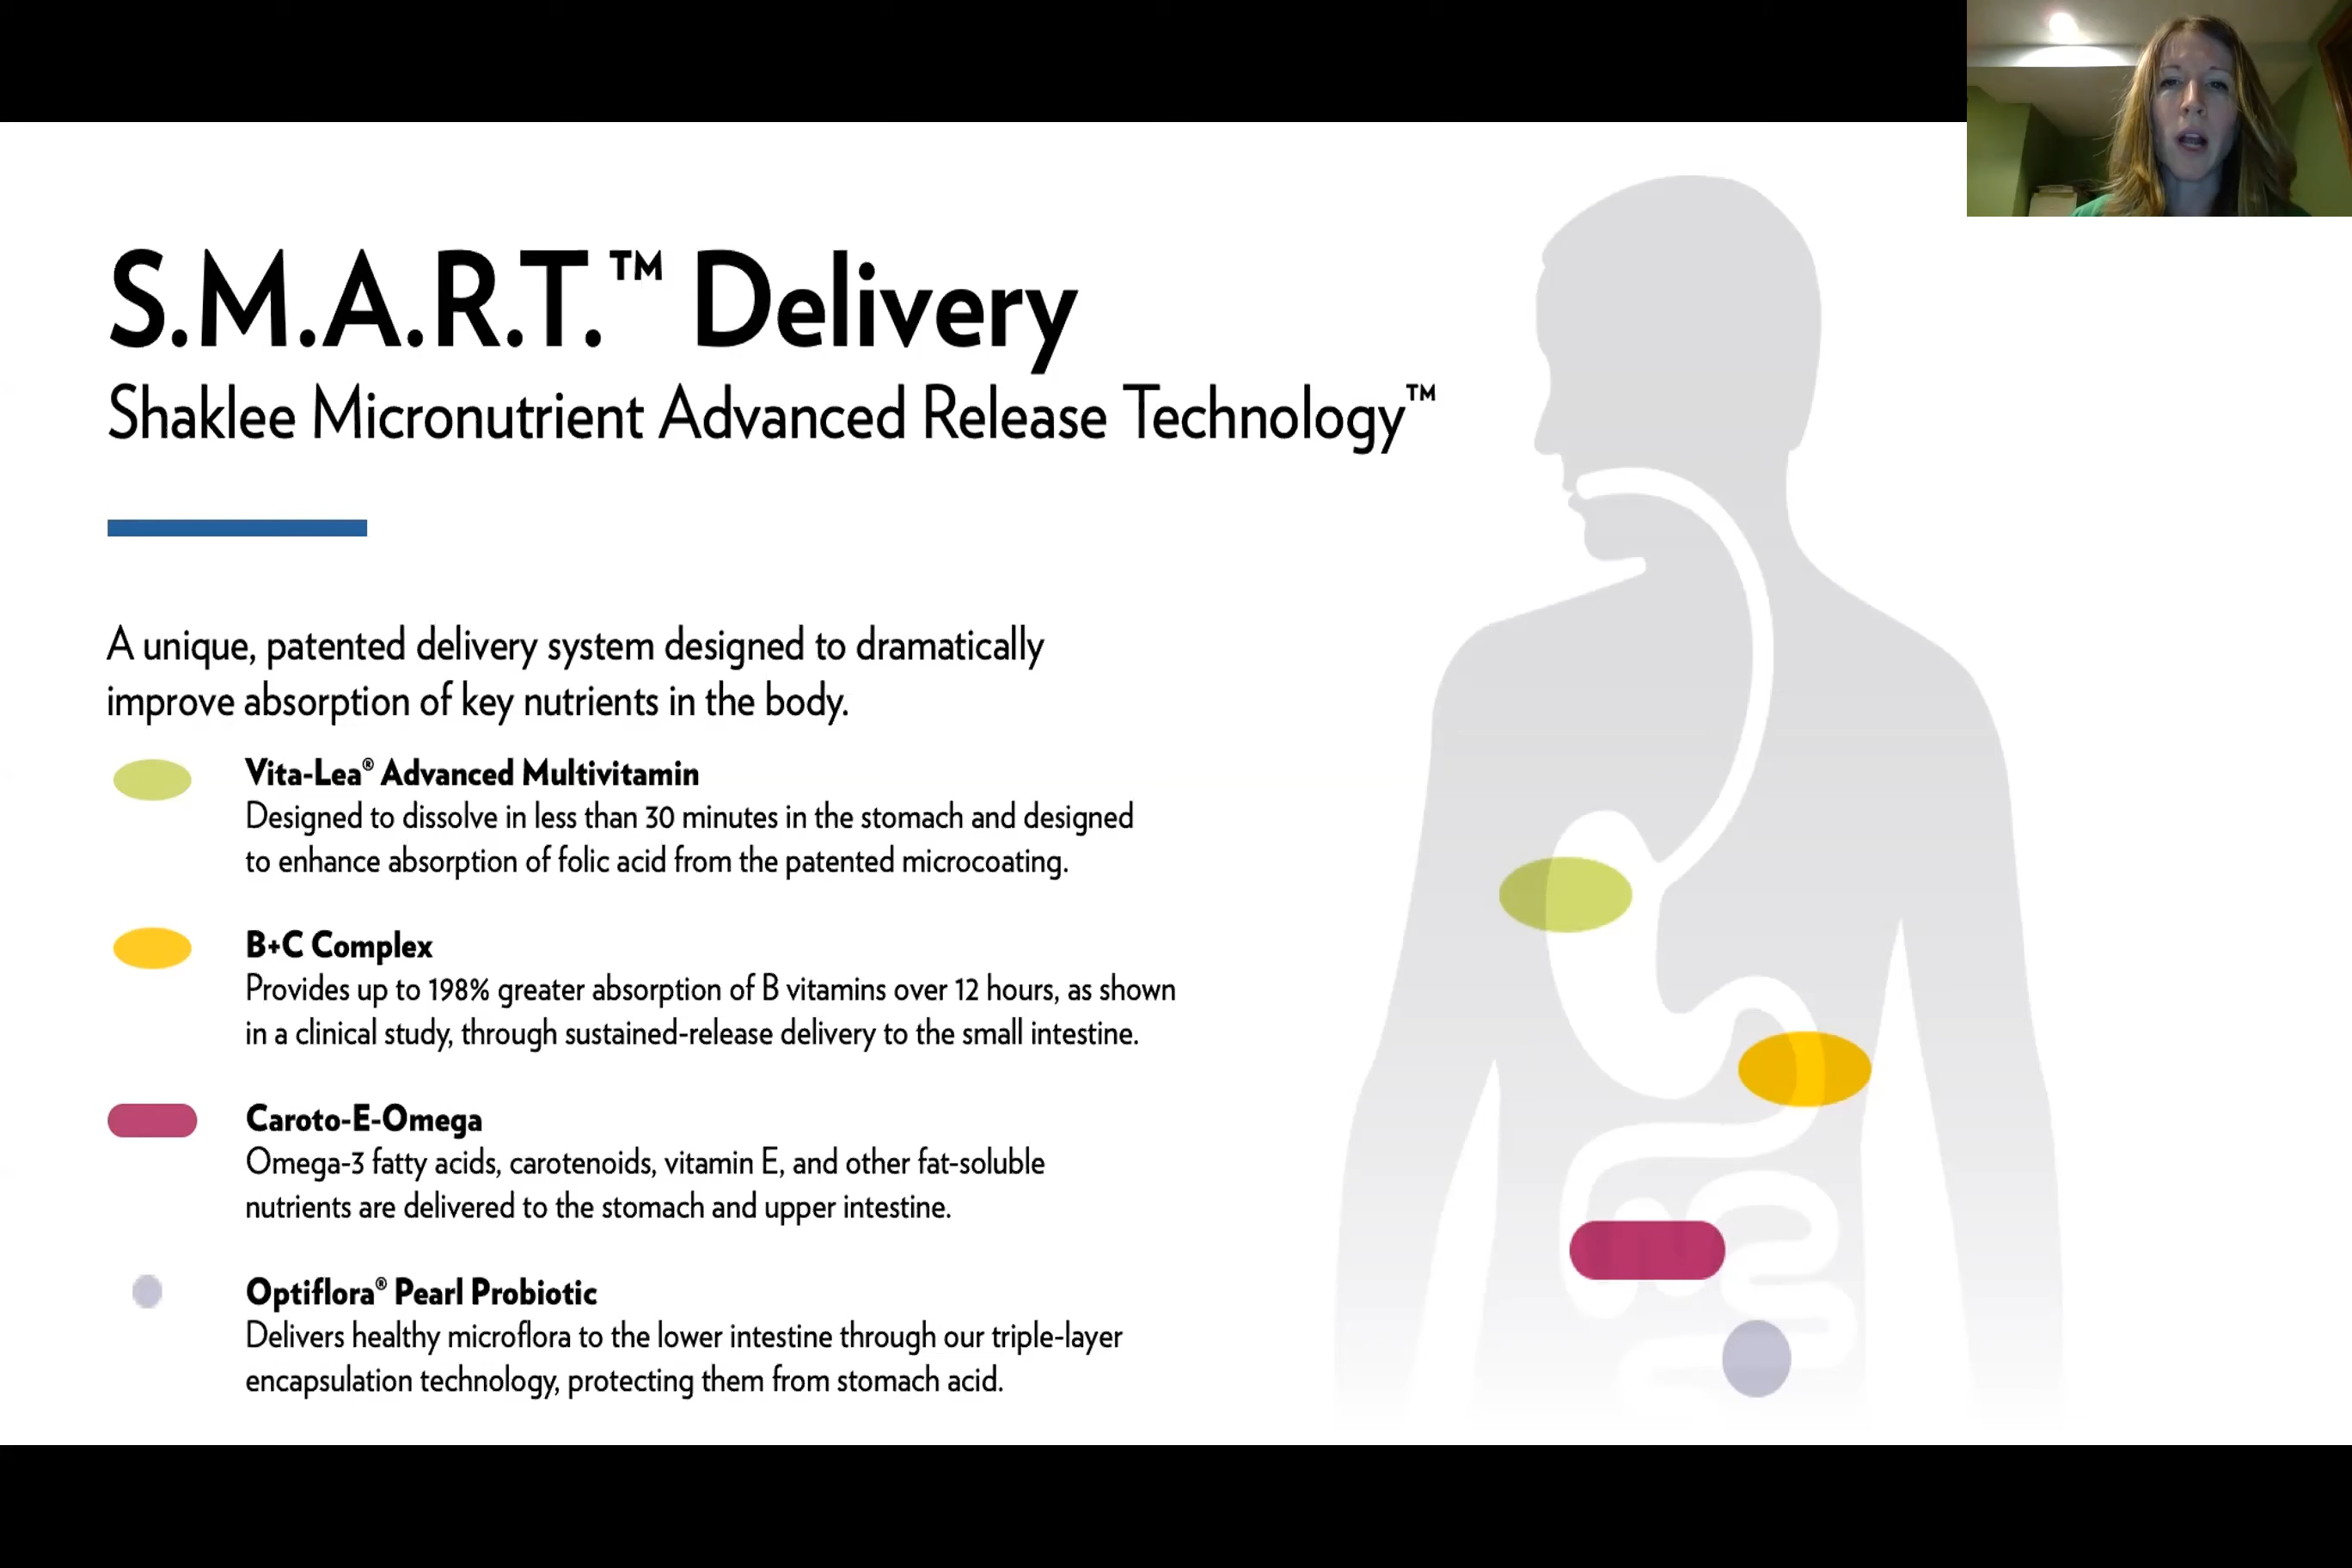 S.M.A.R.T.™ Delivery
Shaklee Micronutrient Advanced Release Technology™
A unique, patented delivery system designed to dramatically
improve absorption of key nutrients in the body.
Vita-Lea® Advanced Multivitamin
Designed to dissolve in less than 30 minutes in the stomach and designed
to enhance absorption of folic acid from the patented microcoating.
B+C Complex
Provides up to 198% greater absorption of B vitamins over 12 hours, as shown
in a clinical study, through sustained-release delivery to the small intestine.
Caroto-E-Omega
Omega-3 fatty acids, carotenoids, vitamin E, and other fat-soluble
nutrients are delivered to the stomach and upper intestine.
Optiflora® Pearl Probiotic
Delivers healthy microflora to the lower intestine through our triple-layer
encapsulation technology, protecting them from stomach acid.